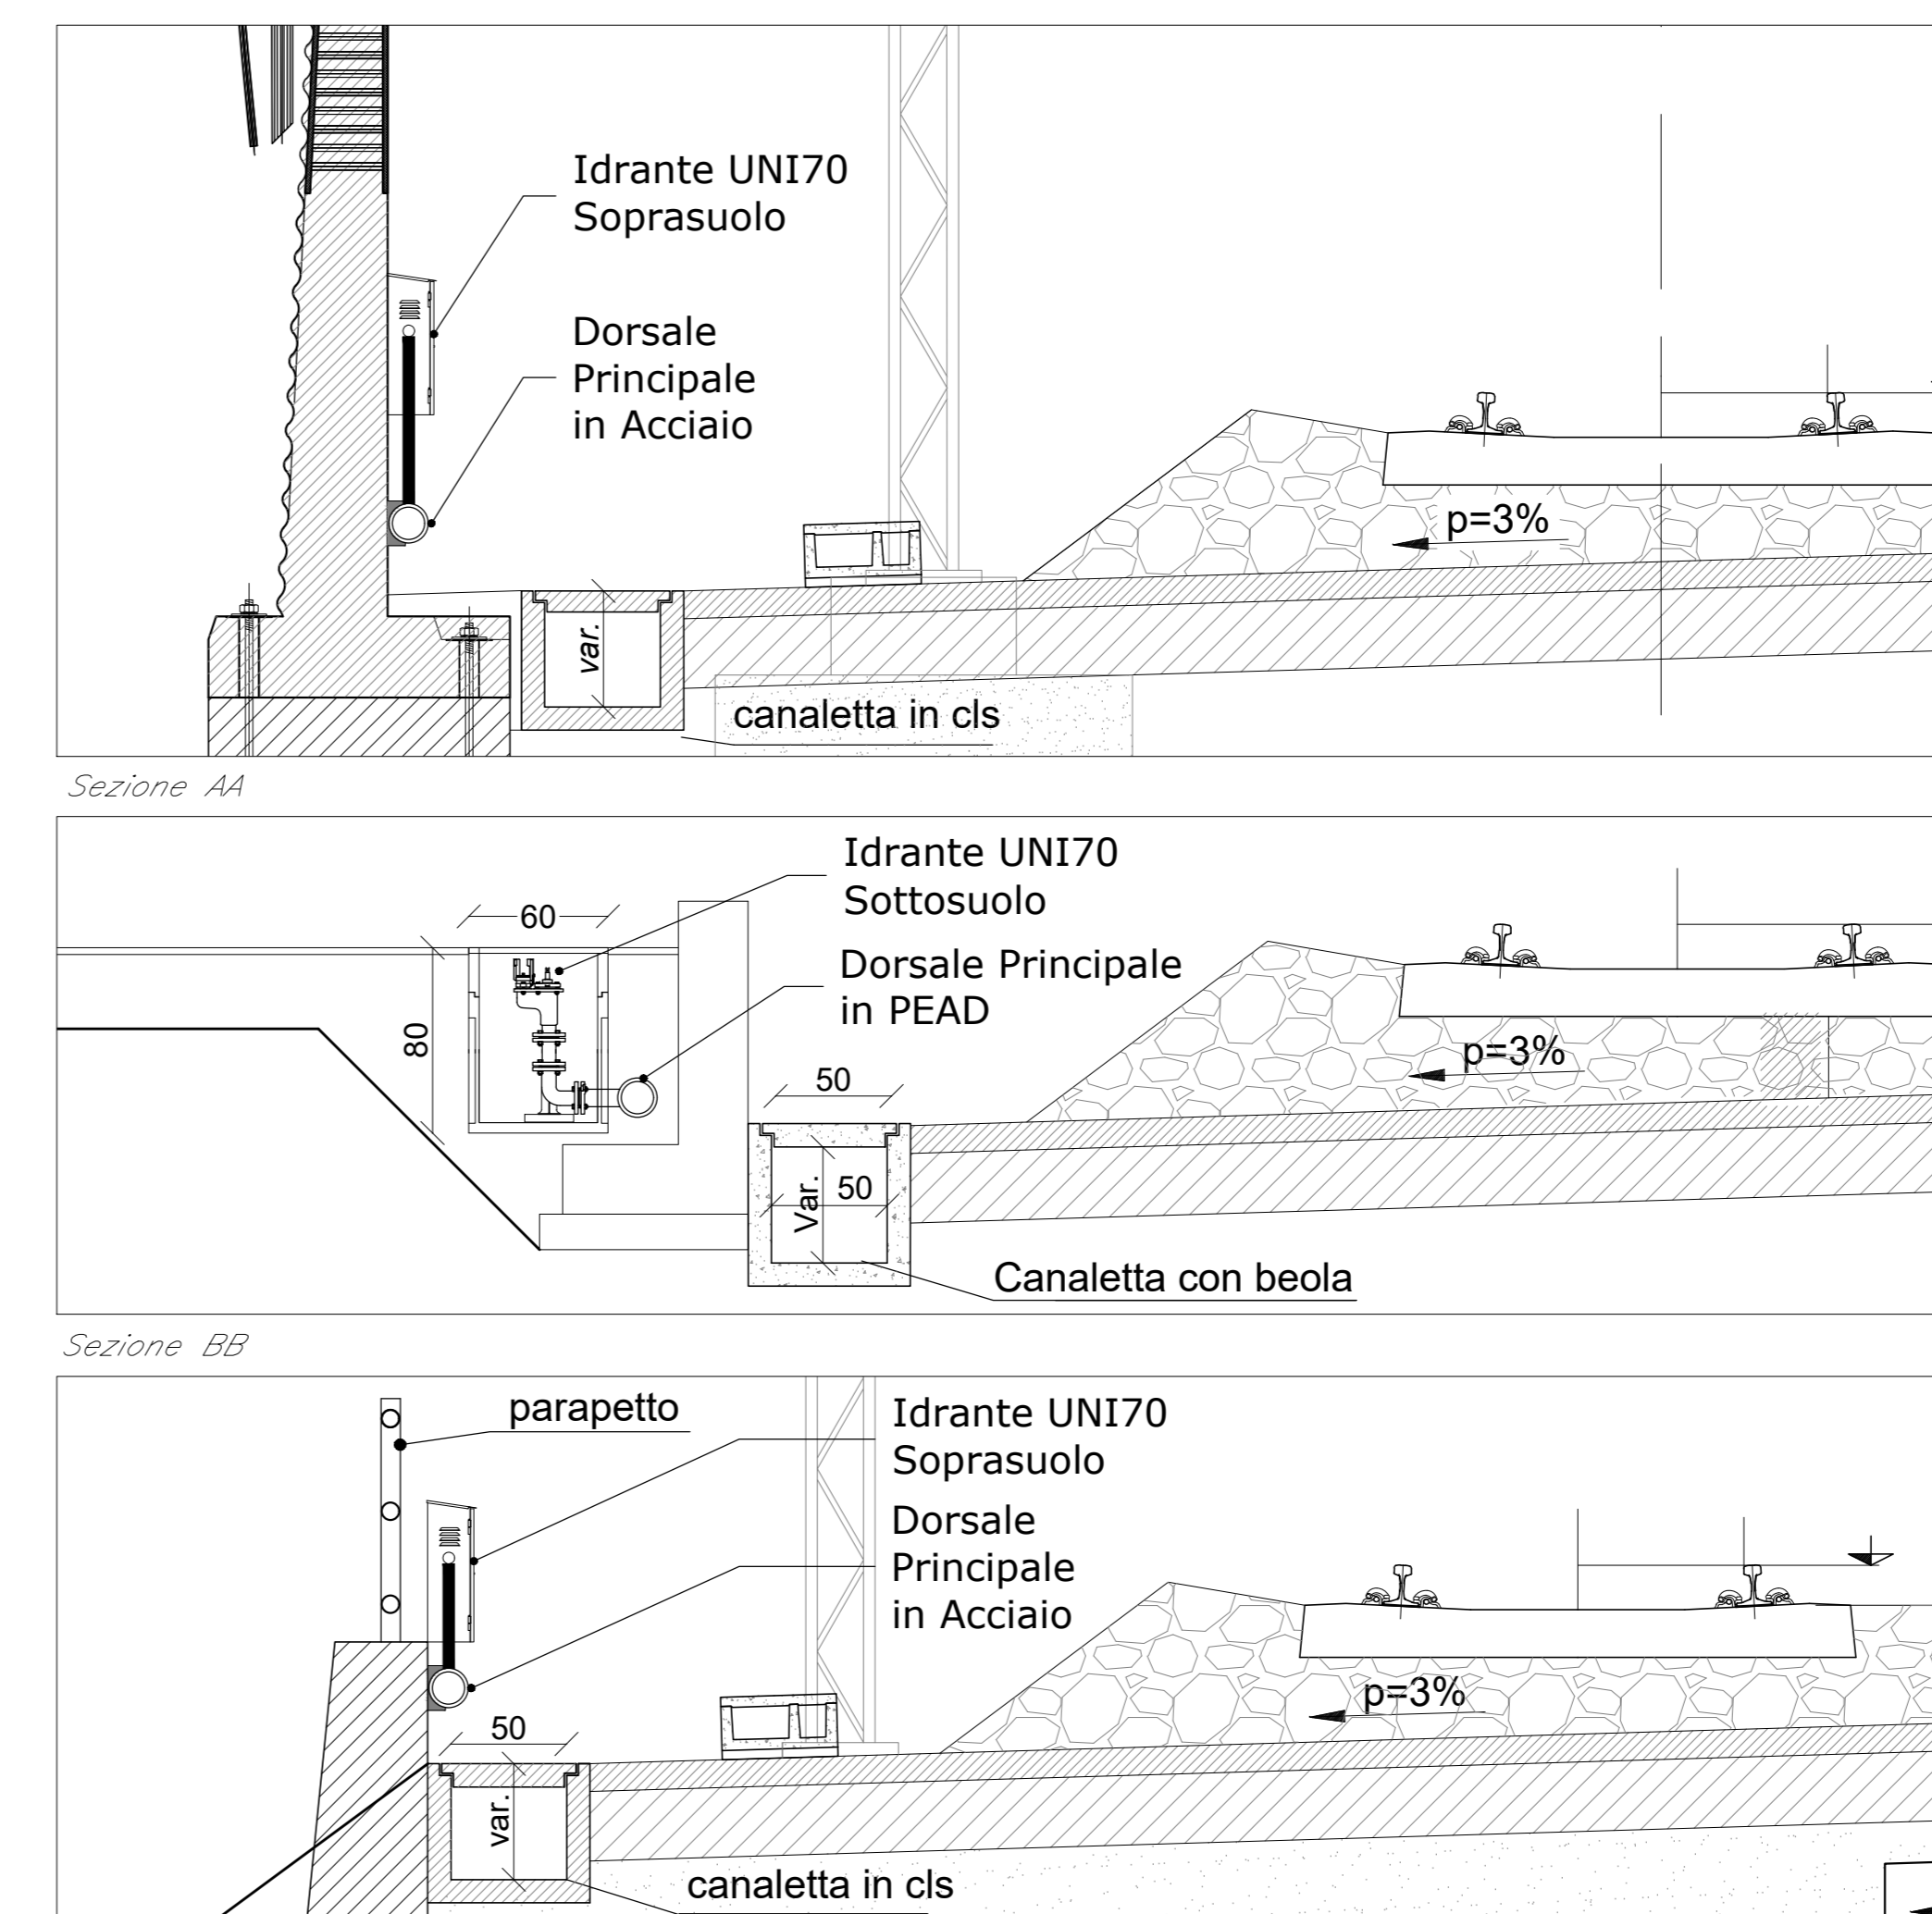 Idrante UNI70
Soprasuolo
Dorsale
Principale
in Acciaio
p=3%
var.
canaletta in cls
Sezione AA
Idrante UNI70
Sottosuolo
60
Dorsale Principale
in PEAD
80
p=3%
50
Var.
50
Canaletta con beola
Sezione BB
parapetto
Idrante UNI70
Soprasuolo
Dorsale
Principale
in Acciaio
p=3%
50
var.
canaletta in cls